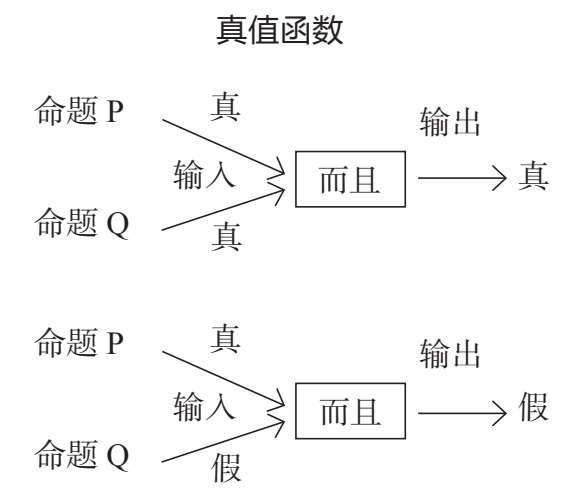 真值函数
命题 P 真 输出
输入 而且 真
命题 Q 真
命题 P 真 输出
输入 而且 假
命题 Q 假